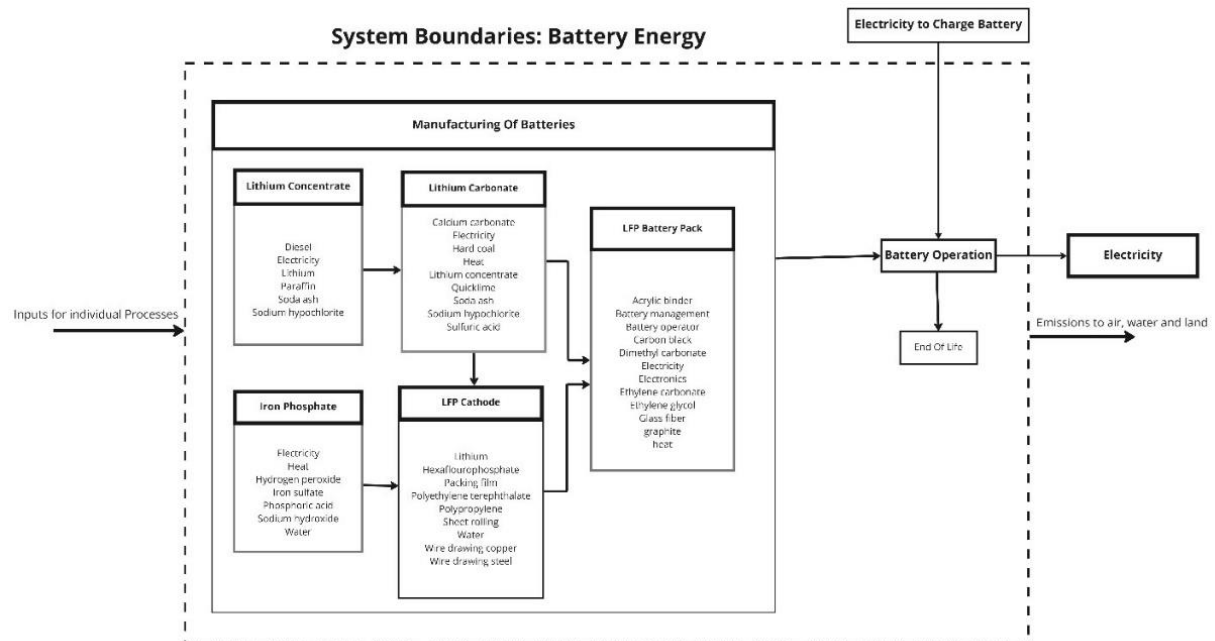 Electricity to Charge Battery
System Boundaries: Battery Energy
Manufacturing Of Batteries
Lithium Concentrate
Diesel
Electricity
Lithium
Paraffin
Soda ash
Sodium hypochlorite
Lithium Carbonate
Calcium carbonate
Electricity
Hard coal
Heat
Lithium concentrate
Quicklime
Soda ash
Sodium hypochlorite
Sulfuric acid
LFP Battery Pack
Acrylic binder
Battery management
Battery operator
Carbon black
Dimethyl carbonate
Electricity
Electronics
Ethylene carbonate
Ethylene glycol
Glass fiber
graphite
heat
Iron Phosphate
Electricity
Heat
Hydrogen peroxide
Iron sulfate
Phosphoric acid
Sodium hydroxide
Water
LFP Cathode
Lithium
Hexaflourophosphate
Packing film
Polyethylene terephthalate
Polypropylene
Sheet rolling
Water
Wire drawing copper
Wire drawing steel
Battery Operation
Electricity
End Of Life
Inputs for individual Processes
Emissions to air, water and land